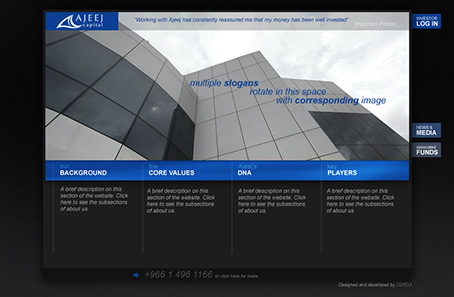 AJEEJ
capital
"Working with Ajeej has constantly reassured me that my money has been well invested"
Important Person
INVESTOR
LOG IN
multiple slogans
rotate in this space
with corresponding image
NEWS &
MEDIA
associated
FUNDS
our
BACKGROUND
the
CORE VALUES
Ajeej's
DNA
key
PLAYERS
A brief description on this
section of the website. Click
here to see the subsections
of about us.
A brief description on this
section of the website. Click
here to see the subsections
of about us.
A brief description on this
section of the website. Click
here to see the subsections
of about us.
A brief description on this
section of the website. Click
here to see the subsections
of about us.
+966 1 496 1166 or click here for more
Designed and developed by